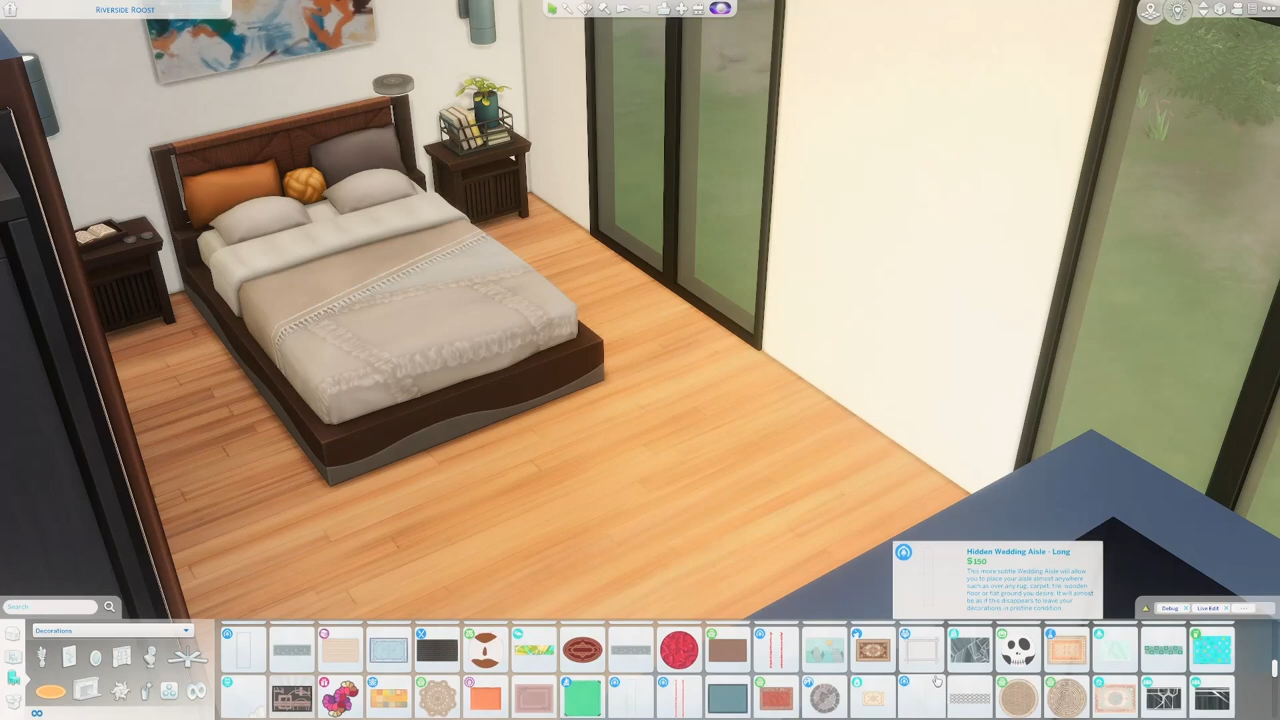 RIVERSIDE ROOST
Hidden Wedding Aisle - Long
§150
This more subtle Wedding Aisle will allow
you to place your aisle almost anywhere
such as over any rug, carpet, tile, wooden
floor or flat ground you desire. It will almost
be as if this disappears to leave your
decorations in pristine condition.
Debug
Live Edit
Search
Decorations